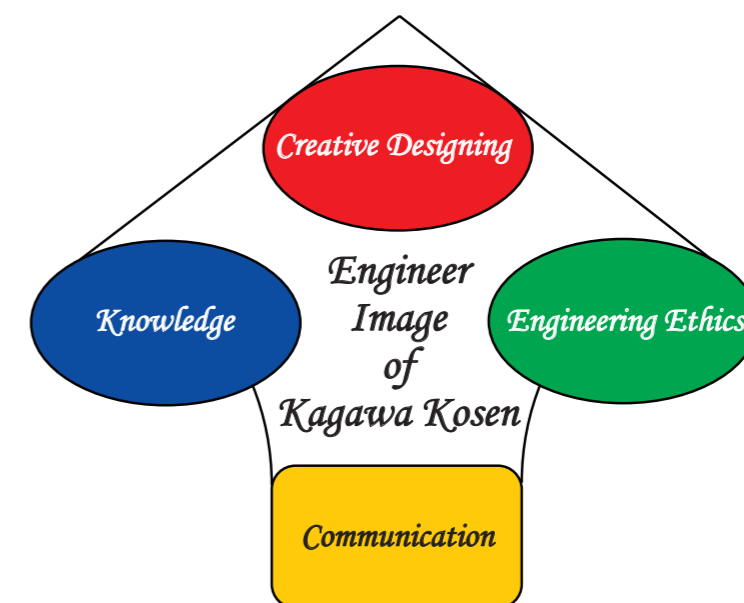 Creative Designing
Engineer
Image
of
Kagawa Kosen
Knowledge
Engineering Ethics
Communication